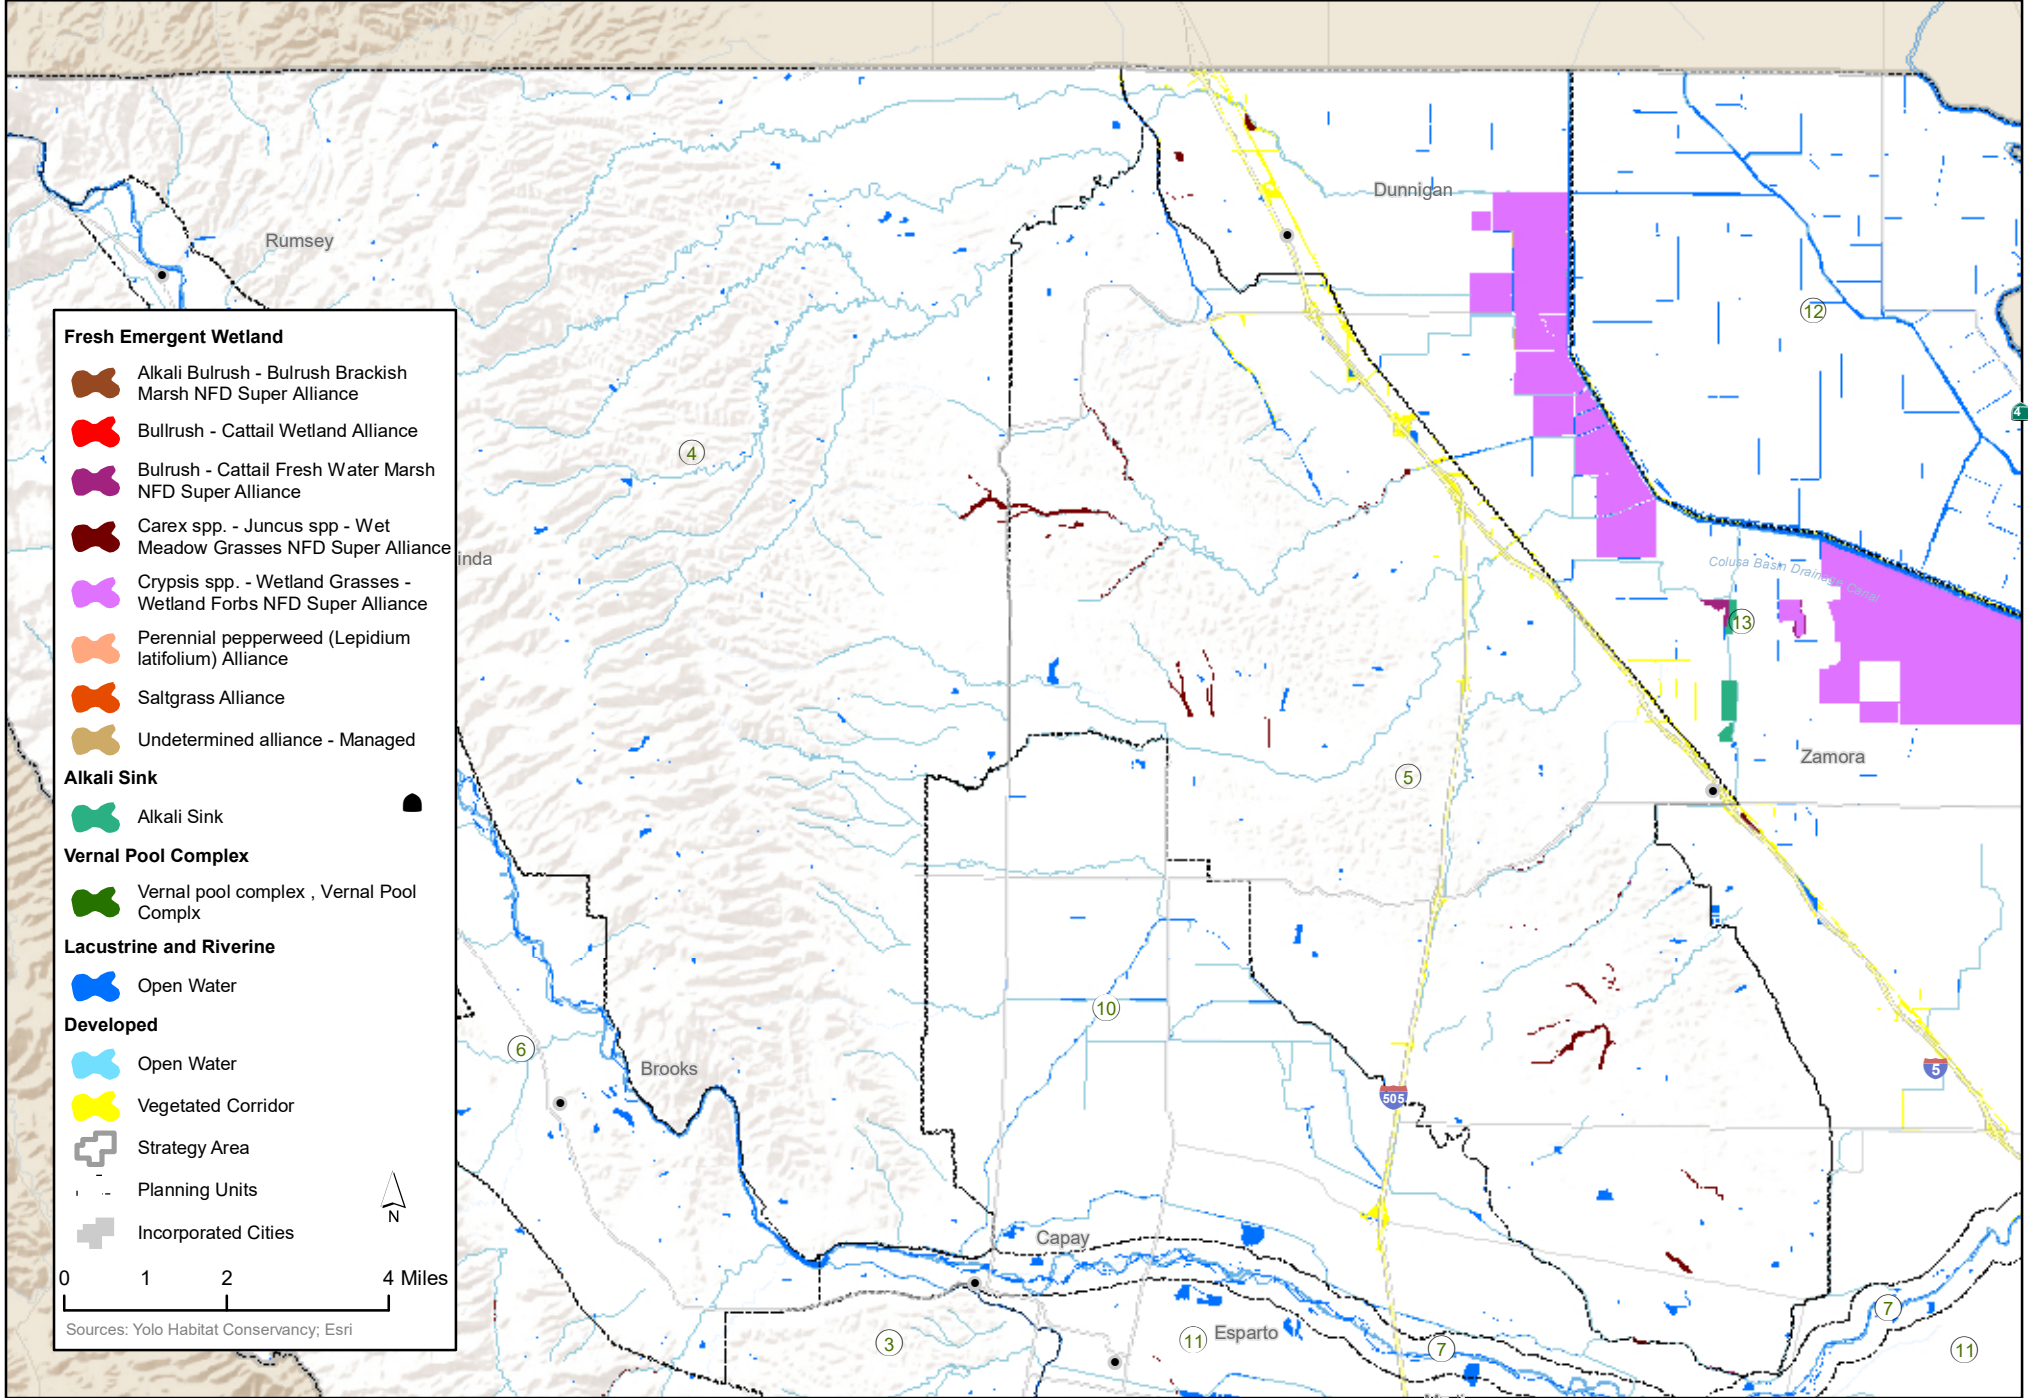 Dunnigan
Rumsey
12
4
4
inda
Colusa Basin Drainage Canal
13
Zamora
5
10
6
Brooks
505
5
Capay
7
3
11
Esparto
7
11
Fresh Emergent Wetland
Alkali Bulrush - Bulrush Brackish
Marsh NFD Super Alliance
Bullrush - Cattail Wetland Alliance
Bulrush - Cattail Fresh Water Marsh
NFD Super Alliance
Carex spp. - Juncus spp - Wet
Meadow Grasses NFD Super Alliance
Crypsis spp. - Wetland Grasses -
Wetland Forbs NFD Super Alliance
Perennial pepperweed (Lepidium
latifolium) Alliance
Saltgrass Alliance
Undetermined alliance - Managed
Alkali Sink
Alkali Sink
Vernal Pool Complex
Vernal pool complex , Vernal Pool
Complx
Lacustrine and Riverine
Open Water
Developed
Open Water
Vegetated Corridor
Strategy Area
Planning Units
Incorporated Cities
N
0 1 2 4 Miles
Sources: Yolo Habitat Conservancy; Esri